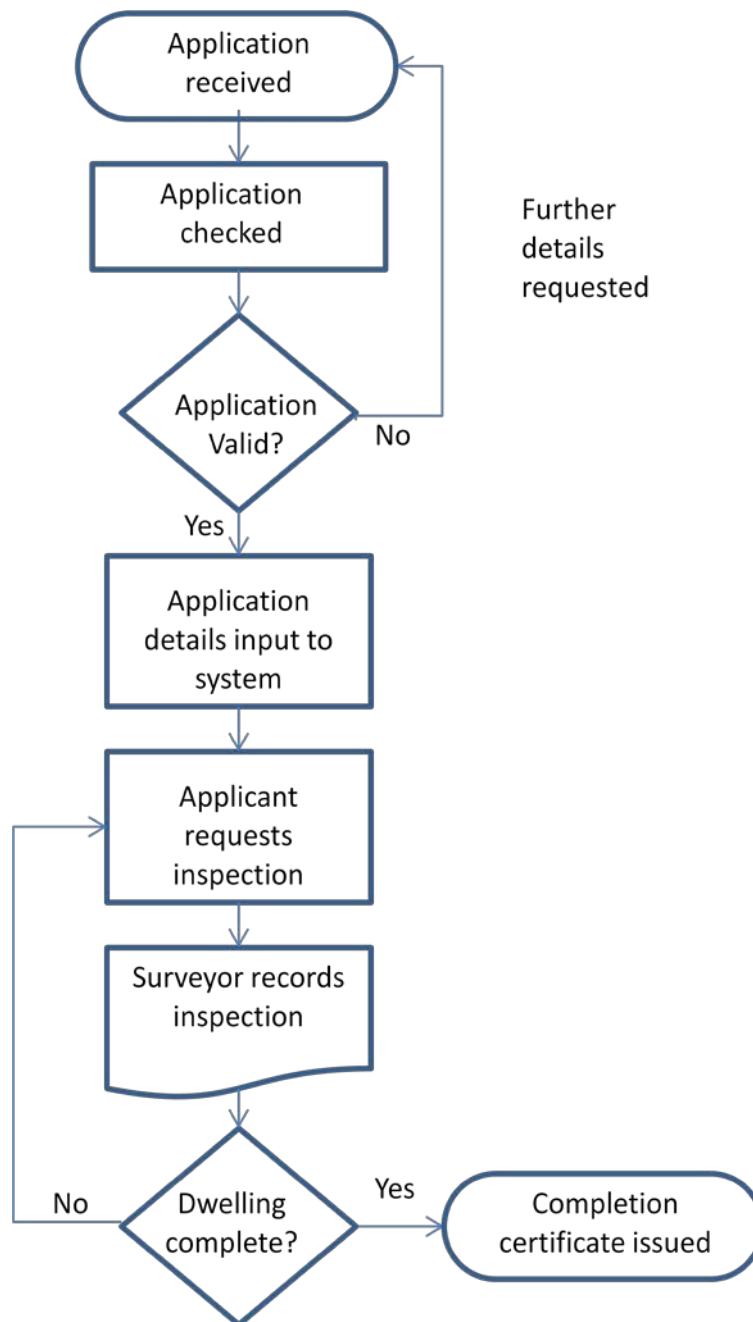 Application
received
Application
checked
Further
details
requested
Application
Valid?
No
Yes
Application
details input to
system
Applicant
requests
inspection
Surveyor records
inspection
No
Dwelling
complete?
Yes
Completion
certificate issued